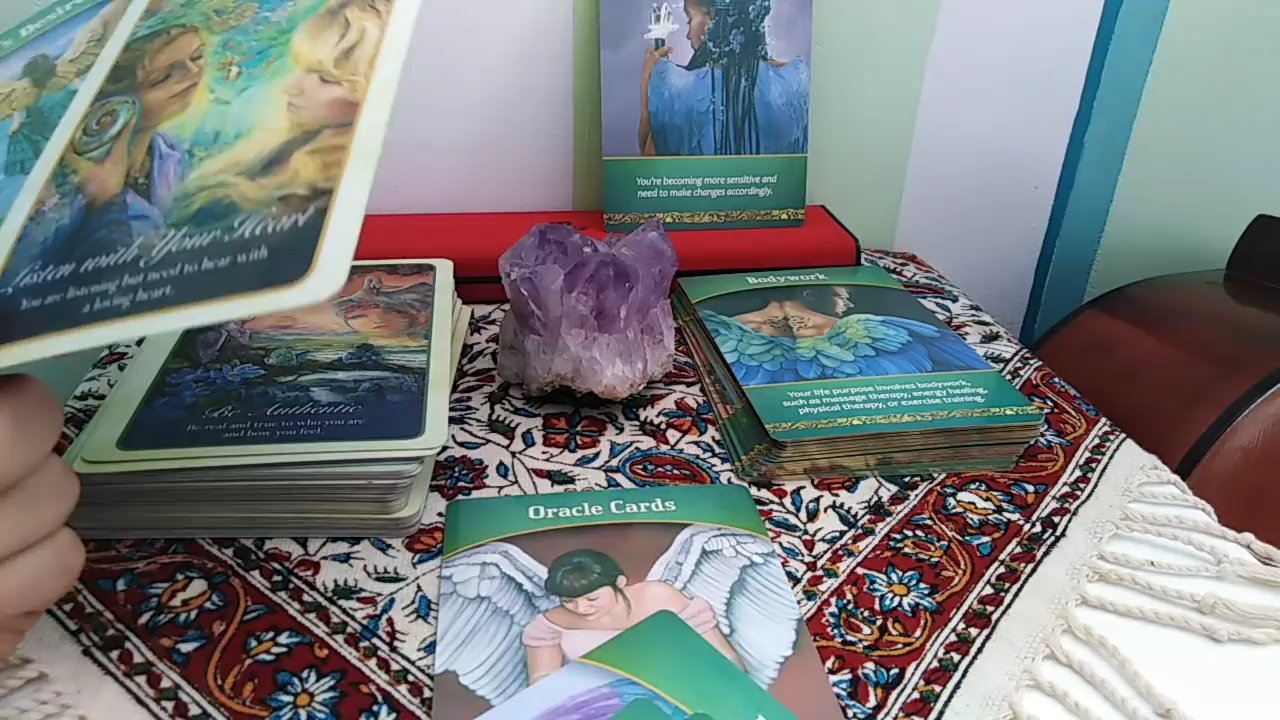 Desire
Listen with Your Heart
You are listening but need to hear with
a loving heart.
You're becoming more sensitive and
need to make changes accordingly.
Be Authentic
Be real and true to who you are
and how you feel.
Bodywork
Your life purpose involves bodywork,
such as massage therapy, energy healing,
physical therapy, or exercise training.
Oracle Cards